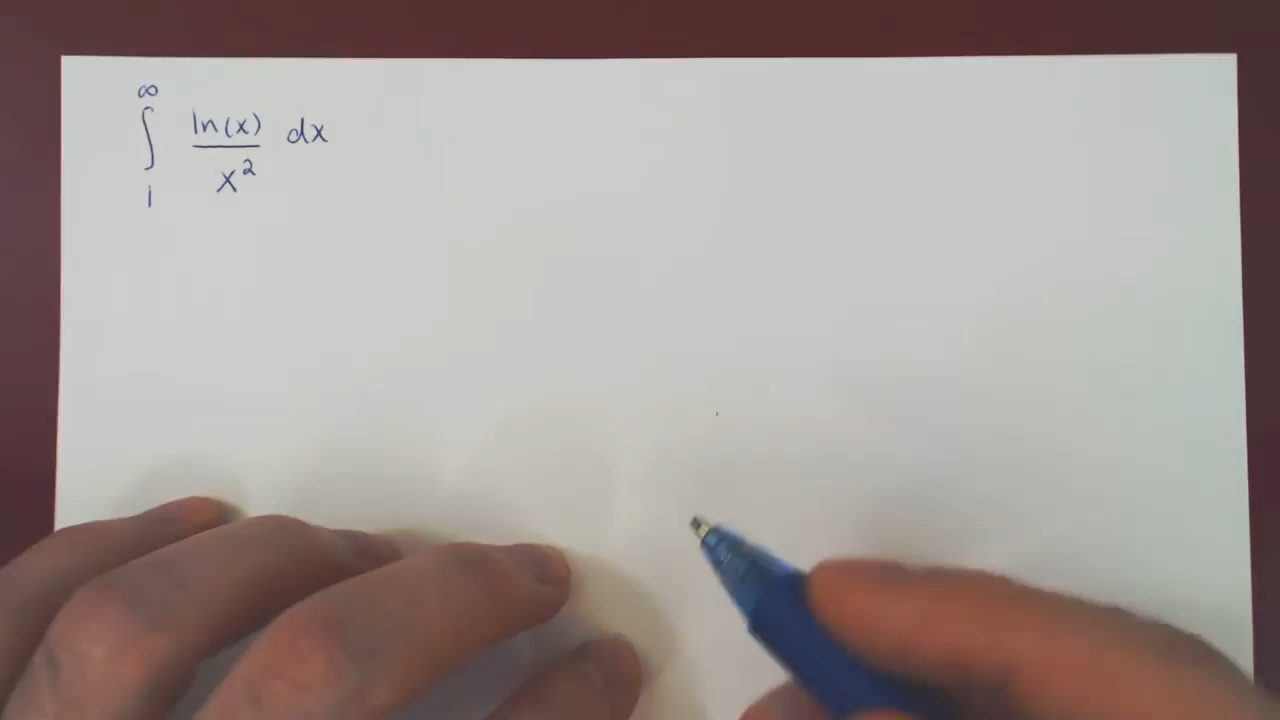 ∞
∫ ln(x) dx
x²
1